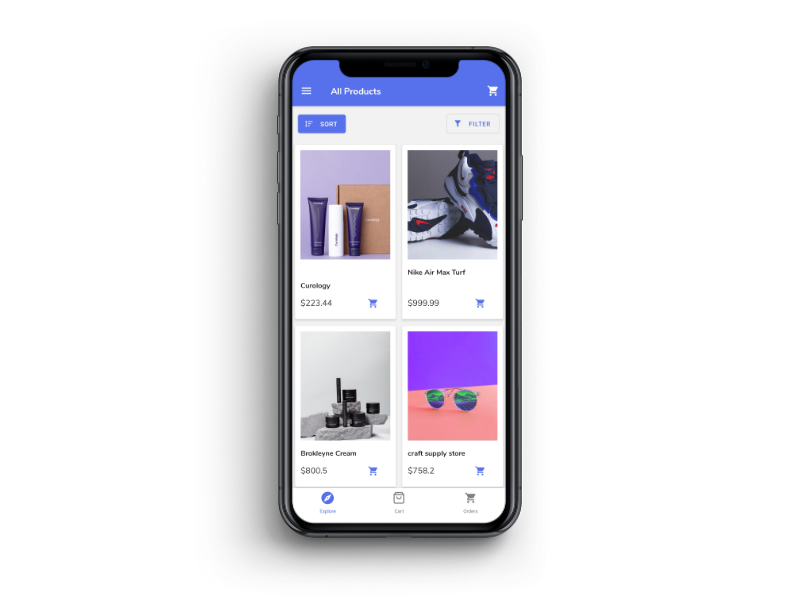 All Products
SORT
FILTER
Curology
$223.44
Nike Air Max Turf
$999.99
Brokleyne Cream
$800.5
craft supply store
$758.2
Explore
Cart
Orders